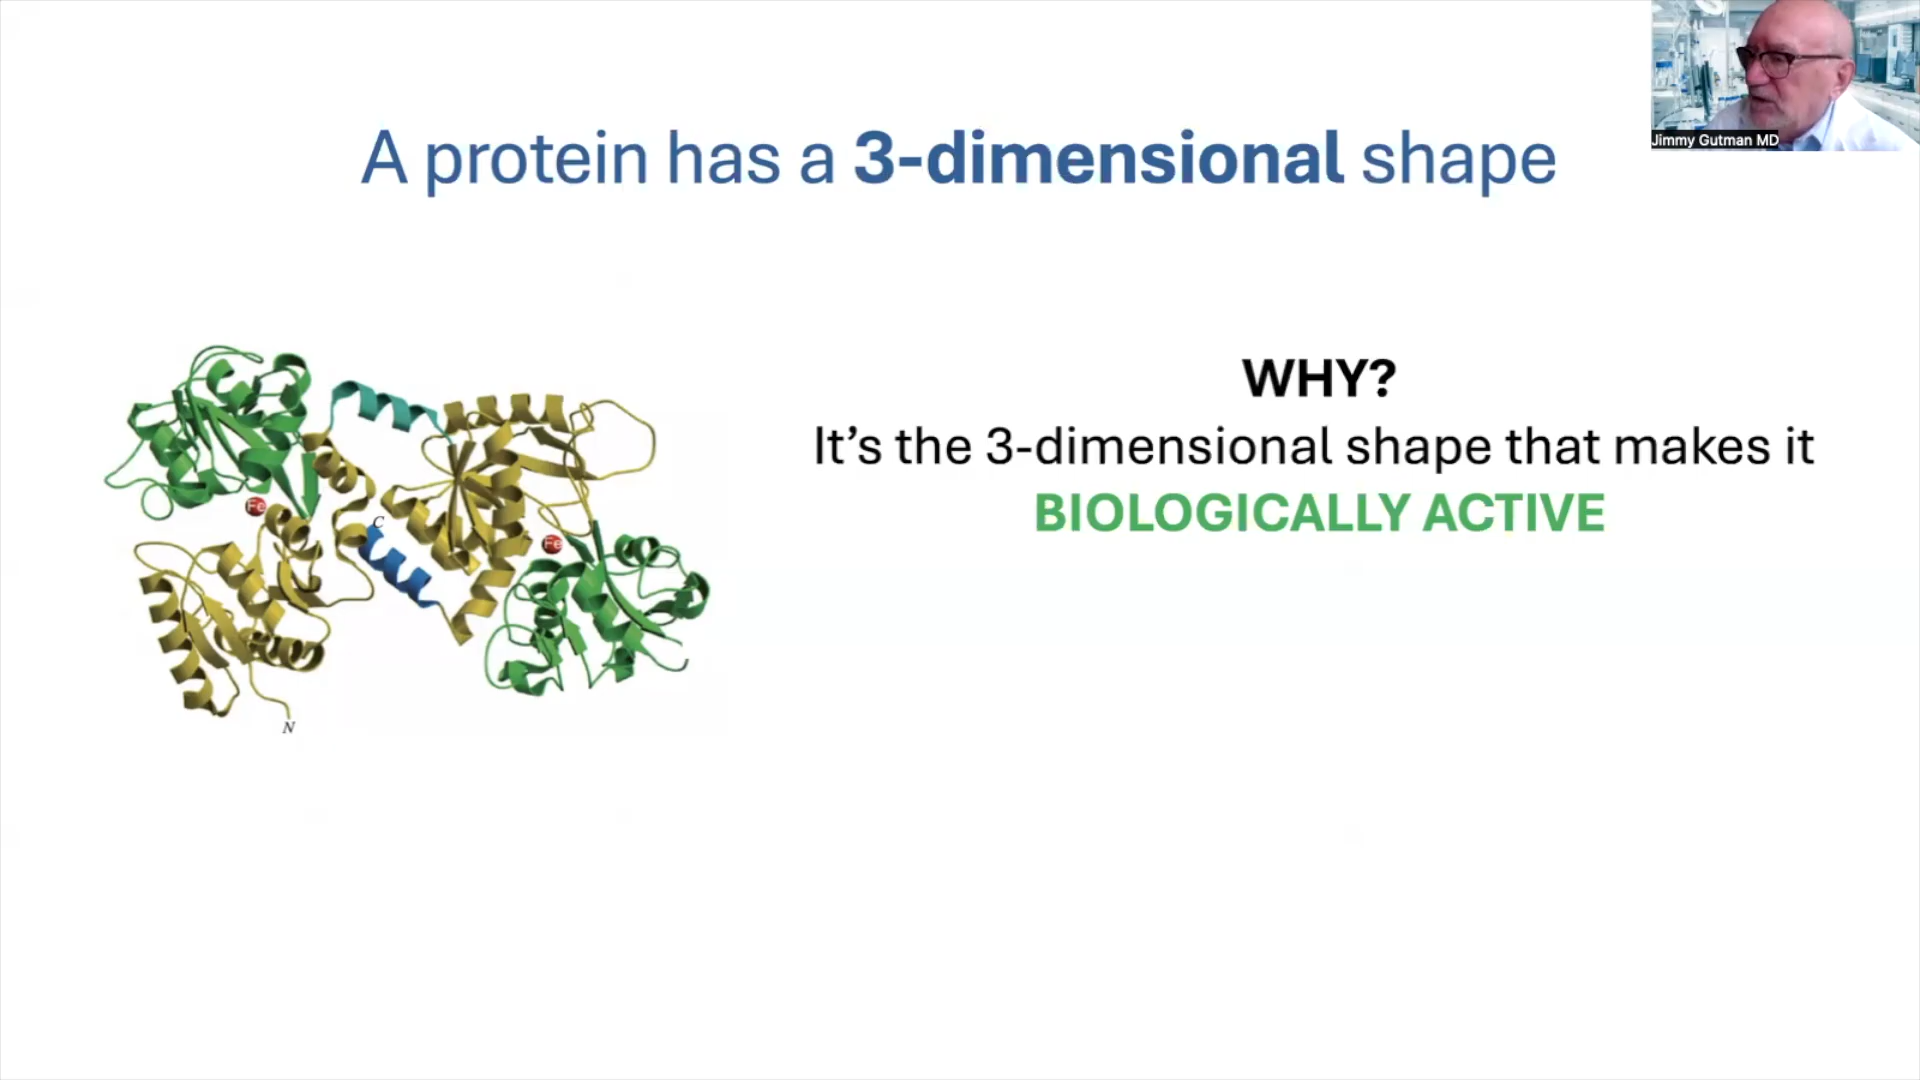 Jimmy Gutman MD
A protein has a 3-dimensional shape
WHY?
It’s the 3-dimensional shape that makes it
BIOLOGICALLY ACTIVE
Fe
C
Fe
N